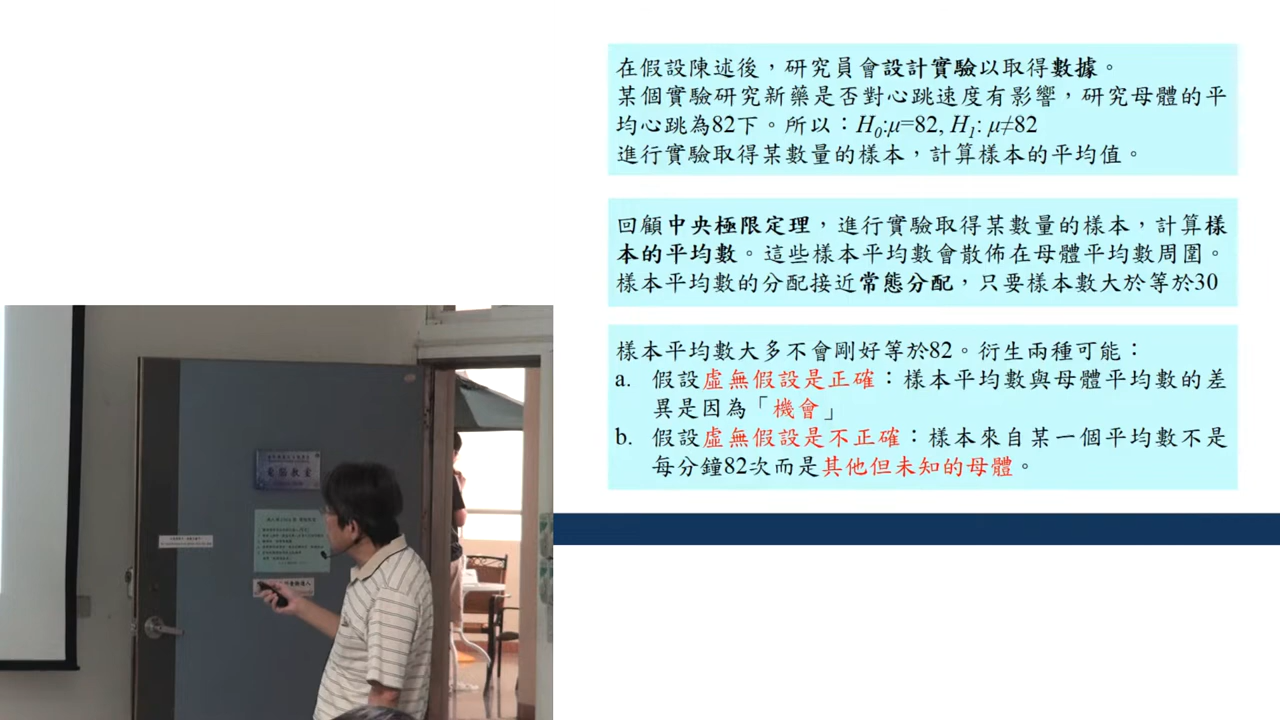 在假設陳述後，研究員會設計實驗以取得數據。
某個實驗研究新藥是否對心跳速度有影響，研究母體的平
均心跳為82下。所以：H0:μ=82, H1: μ≠82
進行實驗取得某數量的樣本，計算樣本的平均值。
回顧中央極限定理，進行實驗取得某數量的樣本，計算樣
本的平均數。這些樣本平均數會散佈在母體平均數周圍。
樣本平均數的分配接近常態分配，只要樣本數大於等於30
樣本平均數大多不會剛好等於82。衍生兩種可能：
a. 假設虛無假設是正確：樣本平均數與母體平均數的差
異是因為「機會」
b. 假設虛無假設是不正確：樣本來自某一個平均數不是
每分鐘82次而是其他但未知的母體。
電腦教室